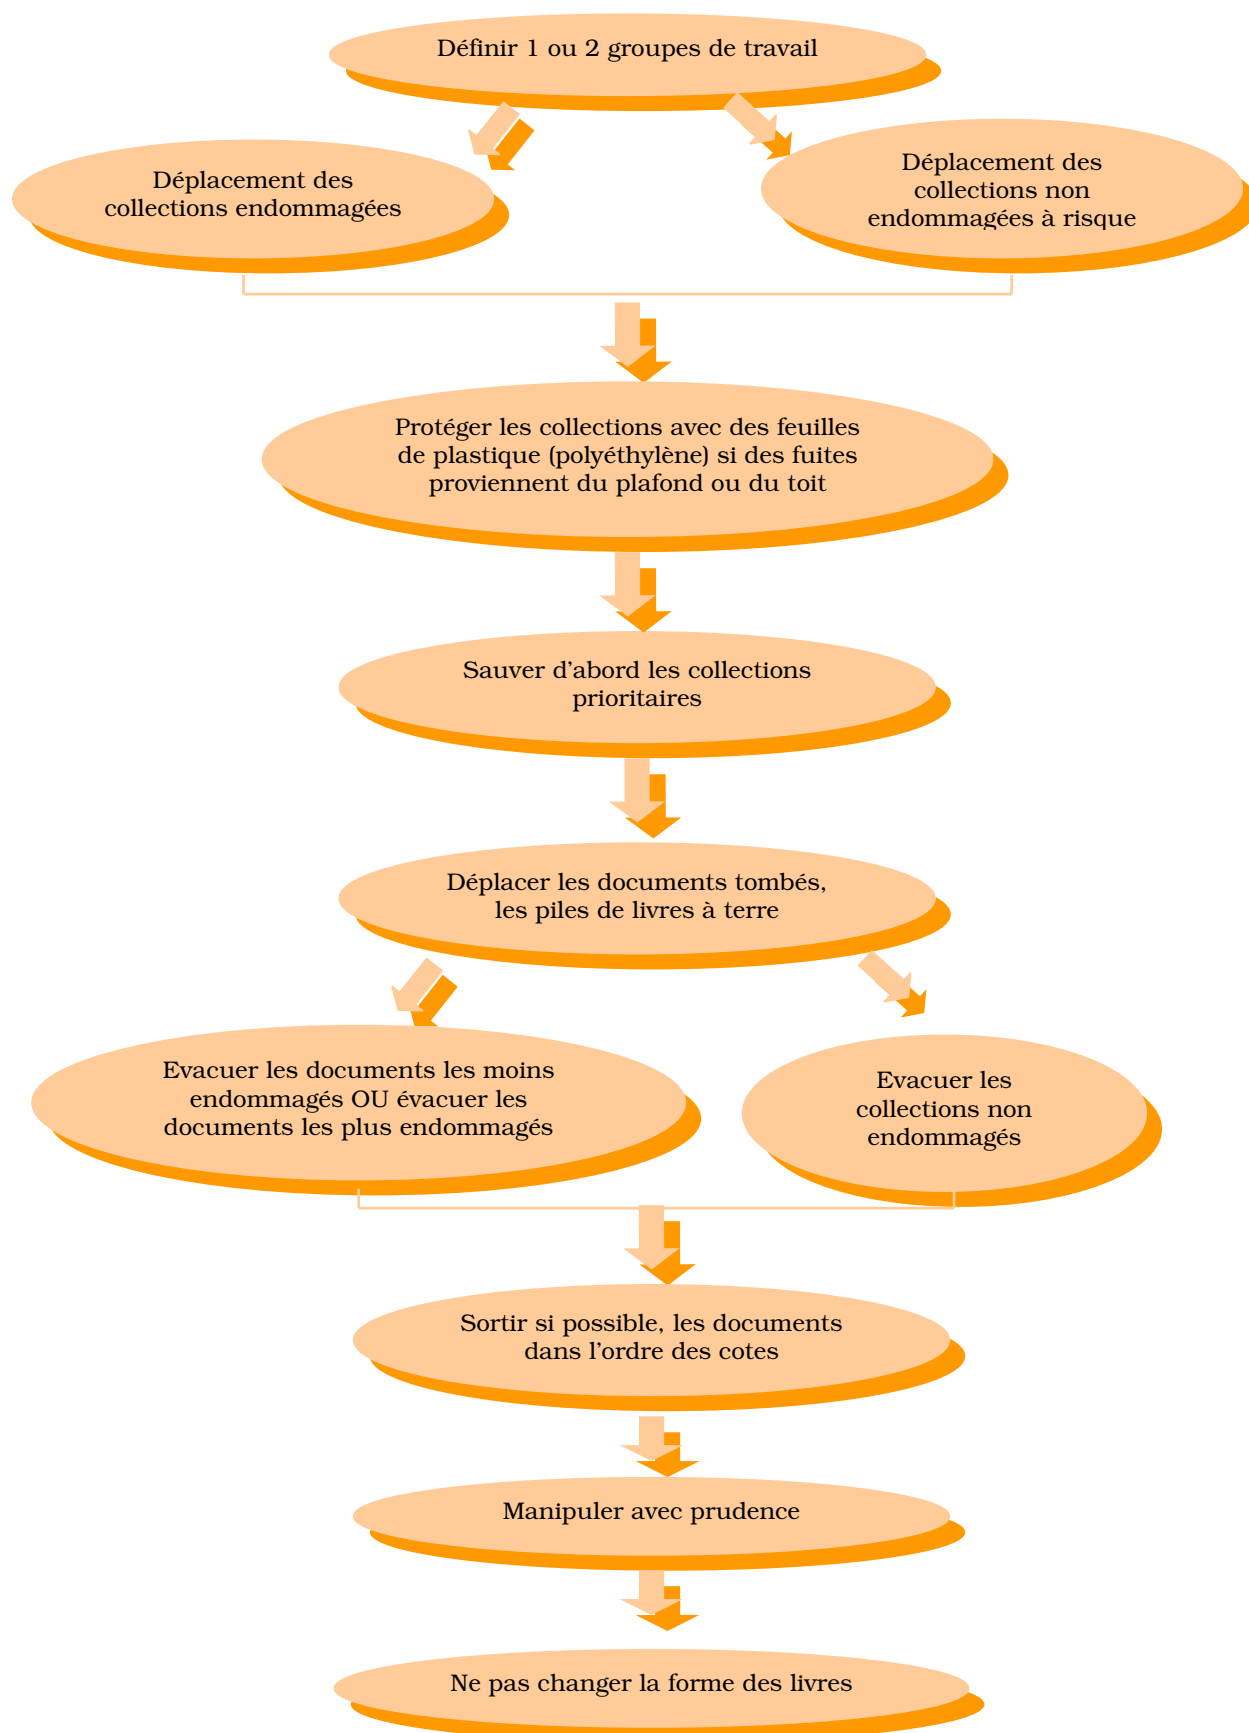 Définir 1 ou 2 groupes de travail
Déplacement des
collections endommagées
Déplacement des
collections non
endommagées à risque
Protéger les collections avec des feuilles
de plastique (polyéthylène) si des fuites
proviennent du plafond ou du toit
Sauver d'abord les collections
prioritaires
Déplacer les documents tombés,
les piles de livres à terre
Evacuer les documents les moins
endommagés OU évacuer les
documents les plus endommagés
Evacuer les
collections non
endommagés
Sortir si possible, les documents
dans l'ordre des cotes
Manipuler avec prudence
Ne pas changer la forme des livres